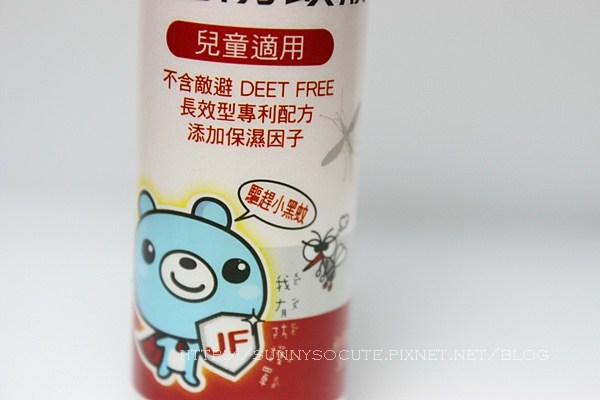 兒童適用
不含敵避 DEET FREE
長效型專利配方
添加保濕因子
驅趕小黑蚊
JF
HTTP://SUNNYSOCUTE.PIXNET.NET/BLOG